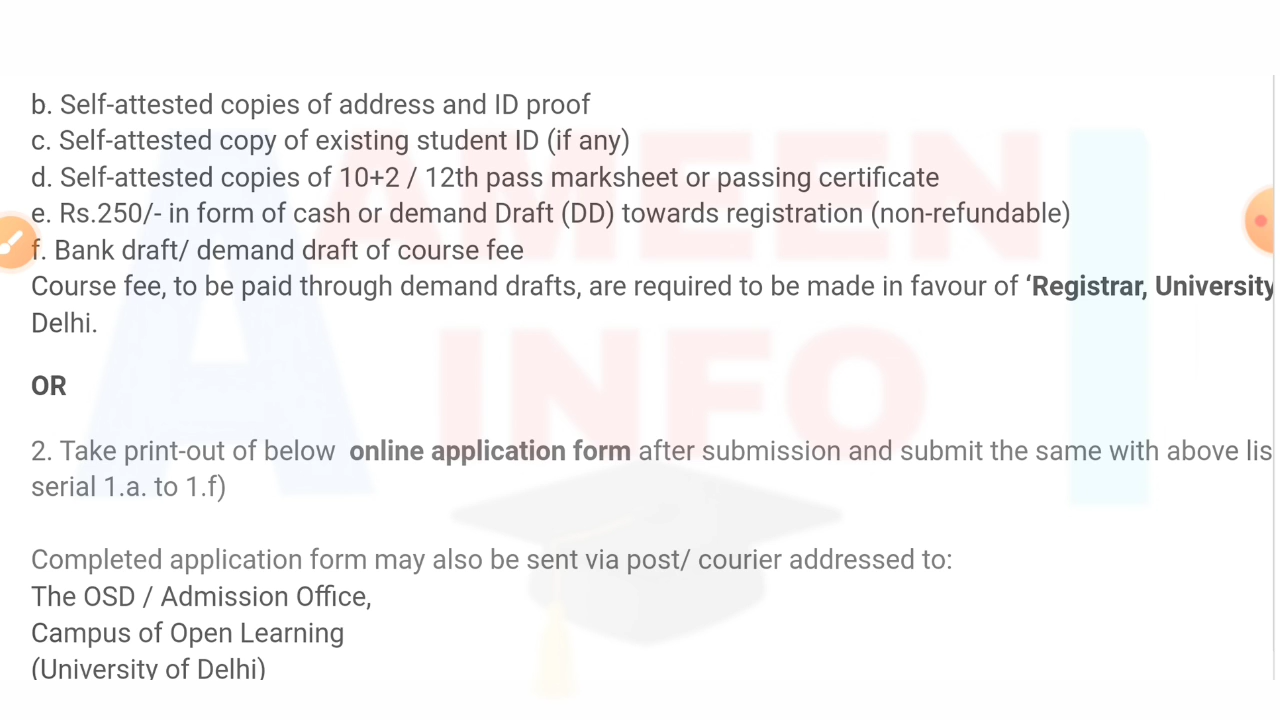 b. Self-attested copies of address and ID proof
c. Self-attested copy of existing student ID (if any)
d. Self-attested copies of 10+2 / 12th pass marksheet or passing certificate
e. Rs.250/- in form of cash or demand Draft (DD) towards registration (non-refundable)
f. Bank draft/ demand draft of course fee
Course fee, to be paid through demand drafts, are required to be made in favour of ‘Registrar, University
Delhi.
OR
2. Take print-out of below online application form after submission and submit the same with above lis
serial 1.a. to 1.f)
Completed application form may also be sent via post/ courier addressed to:
The OSD / Admission Office,
Campus of Open Learning
(University of Delhi)
AMEEN
INFO